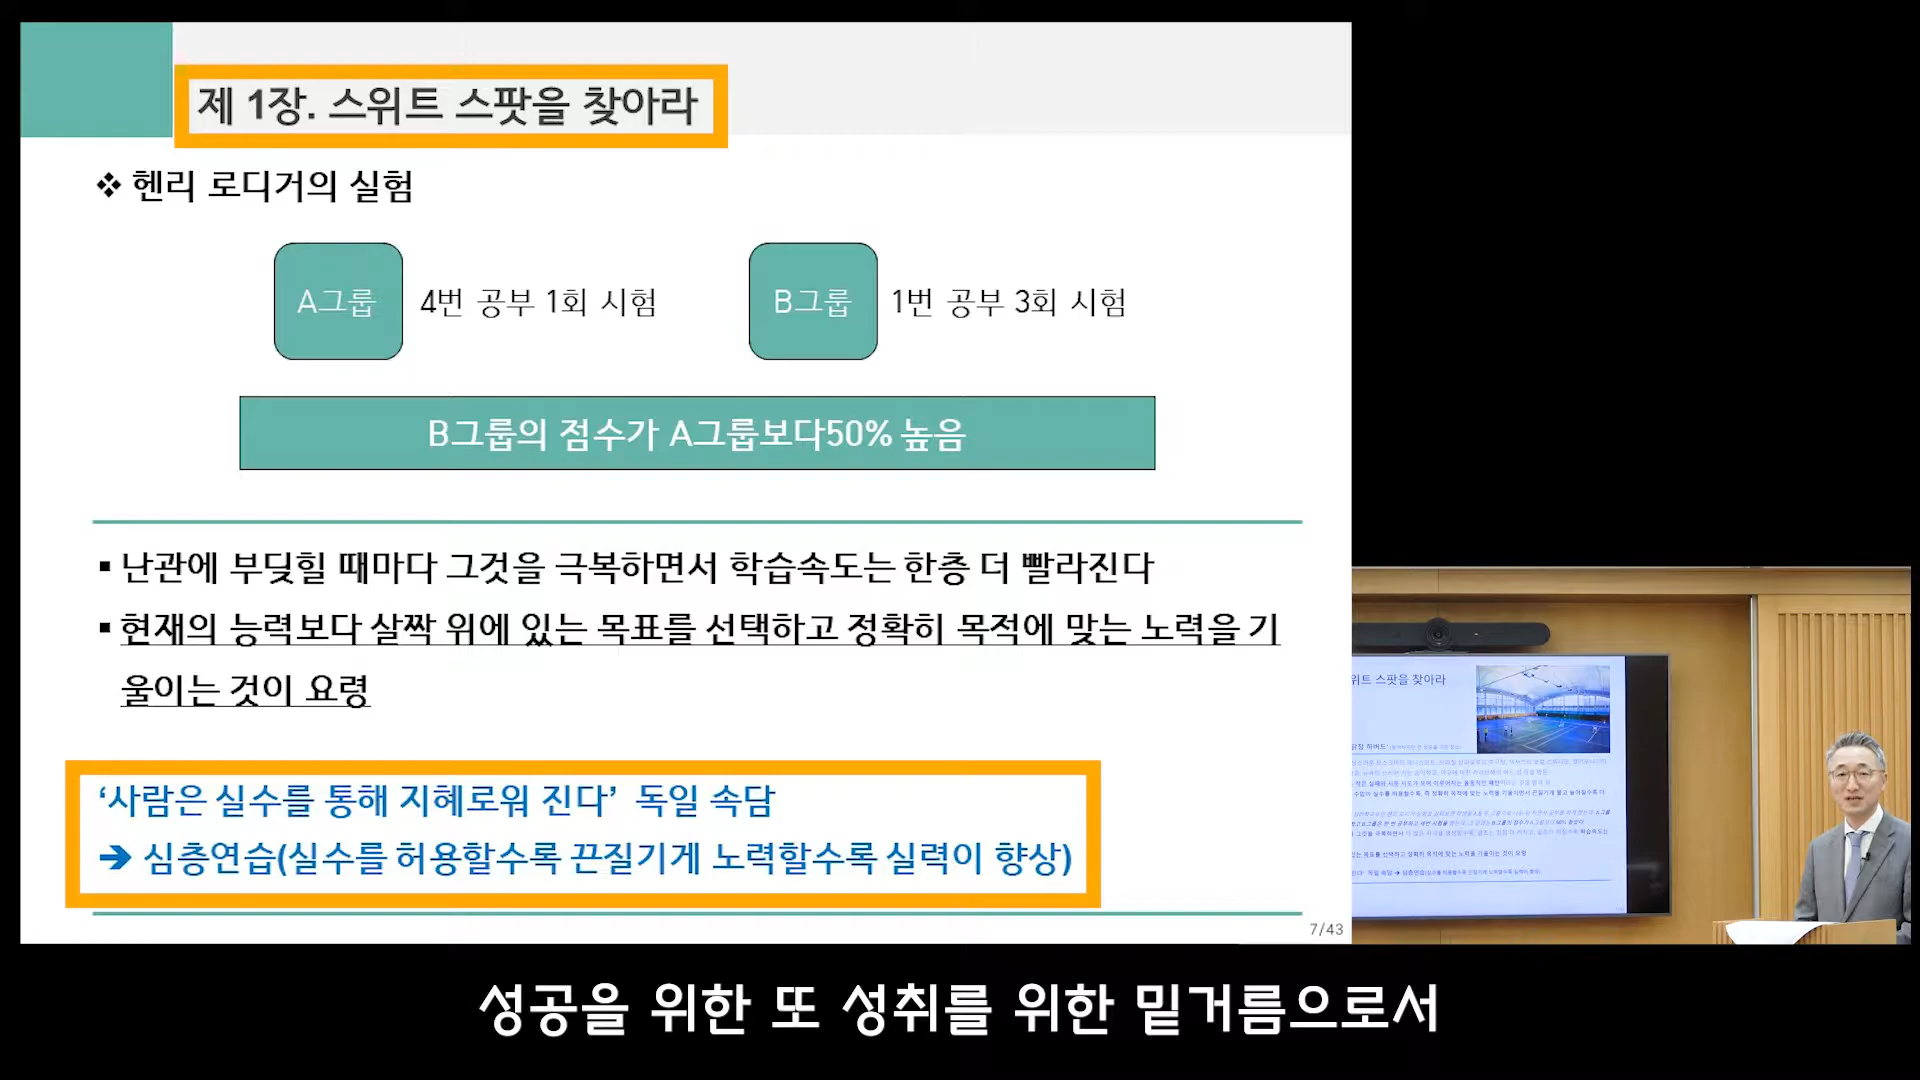 제 1장. 스위트 스팟을 찾아라
❖ 헨리 로디거의 실험
A그룹 4번 공부 1회 시험
B그룹 1번 공부 3회 시험
B그룹의 점수가 A그룹보다50% 높음
▪ 난관에 부딪힐 때마다 그것을 극복하면서 학습속도는 한층 더 빨라진다
▪ 현재의 능력보다 살짝 위에 있는 목표를 선택하고 정확히 목적에 맞는 노력을 기
울이는 것이 요령
‘사람은 실수를 통해 지혜로워 진다’ 독일 속담
➔ 심층연습(실수를 허용할수록 끈질기게 노력할수록 실력이 향상)
7/43
위트 스팟을 찾아라
성공을 위한 또 성취를 위한 밑거름으로서